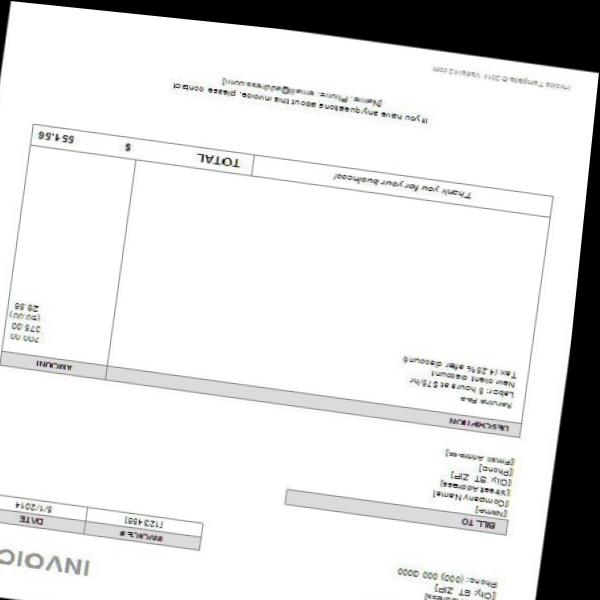 INVOIC
[City, ST ZIP]
Phone: (000) 000 0000
INVOICE # DATE
[123456] 5/1/2014
BILL TO
[Name]
[Company Name]
[Street Address]
[City, ST ZIP]
[Phone]
[Email Address]
DESCRIPTION AMOUNT
Service Fee 200.00
Labor: 5 hours at $75/hr 375.00
New client discount (50.00)
Tax (4.25% after discount) 26.56
Thank you for your business! TOTAL $ 551.56
If you have any questions about this invoice, please contact
[Name, Phone, email@address.com]
Invoice Template © 2014 Vertex42.com